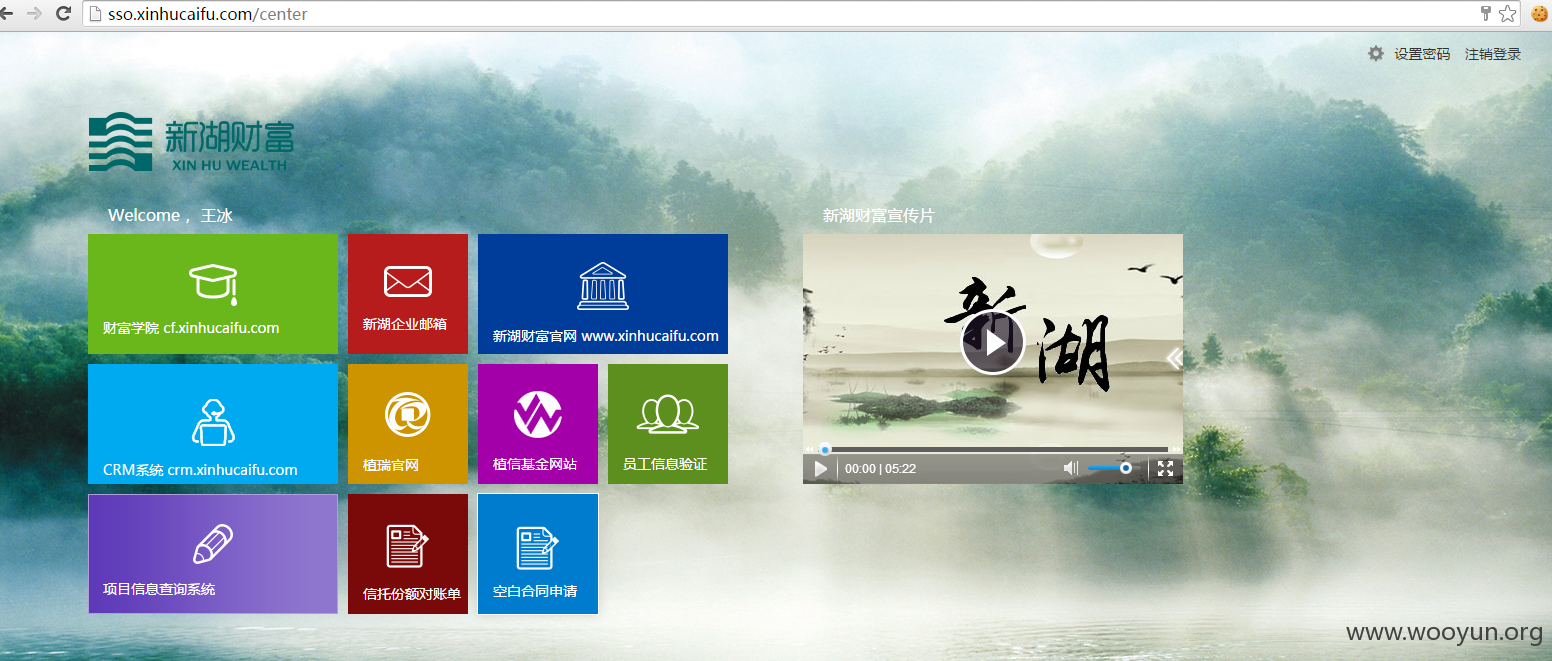 sso.xinhucaifu.com/center
设置密码 注销登录
新湖财富
XIN HU WEALTH
Welcome， 王冰
新湖财富宣传片
财富学院 cf.xinhucaifu.com
新湖企业邮箱
新湖财富官网 www.xinhucaifu.com
新湖
CRM系统 crm.xinhucaifu.com
植瑞官网
植信基金网站
员工信息验证
00:00 | 05:22
项目信息查询系统
信托份额对账单
空白合同申请
www.wooyun.org